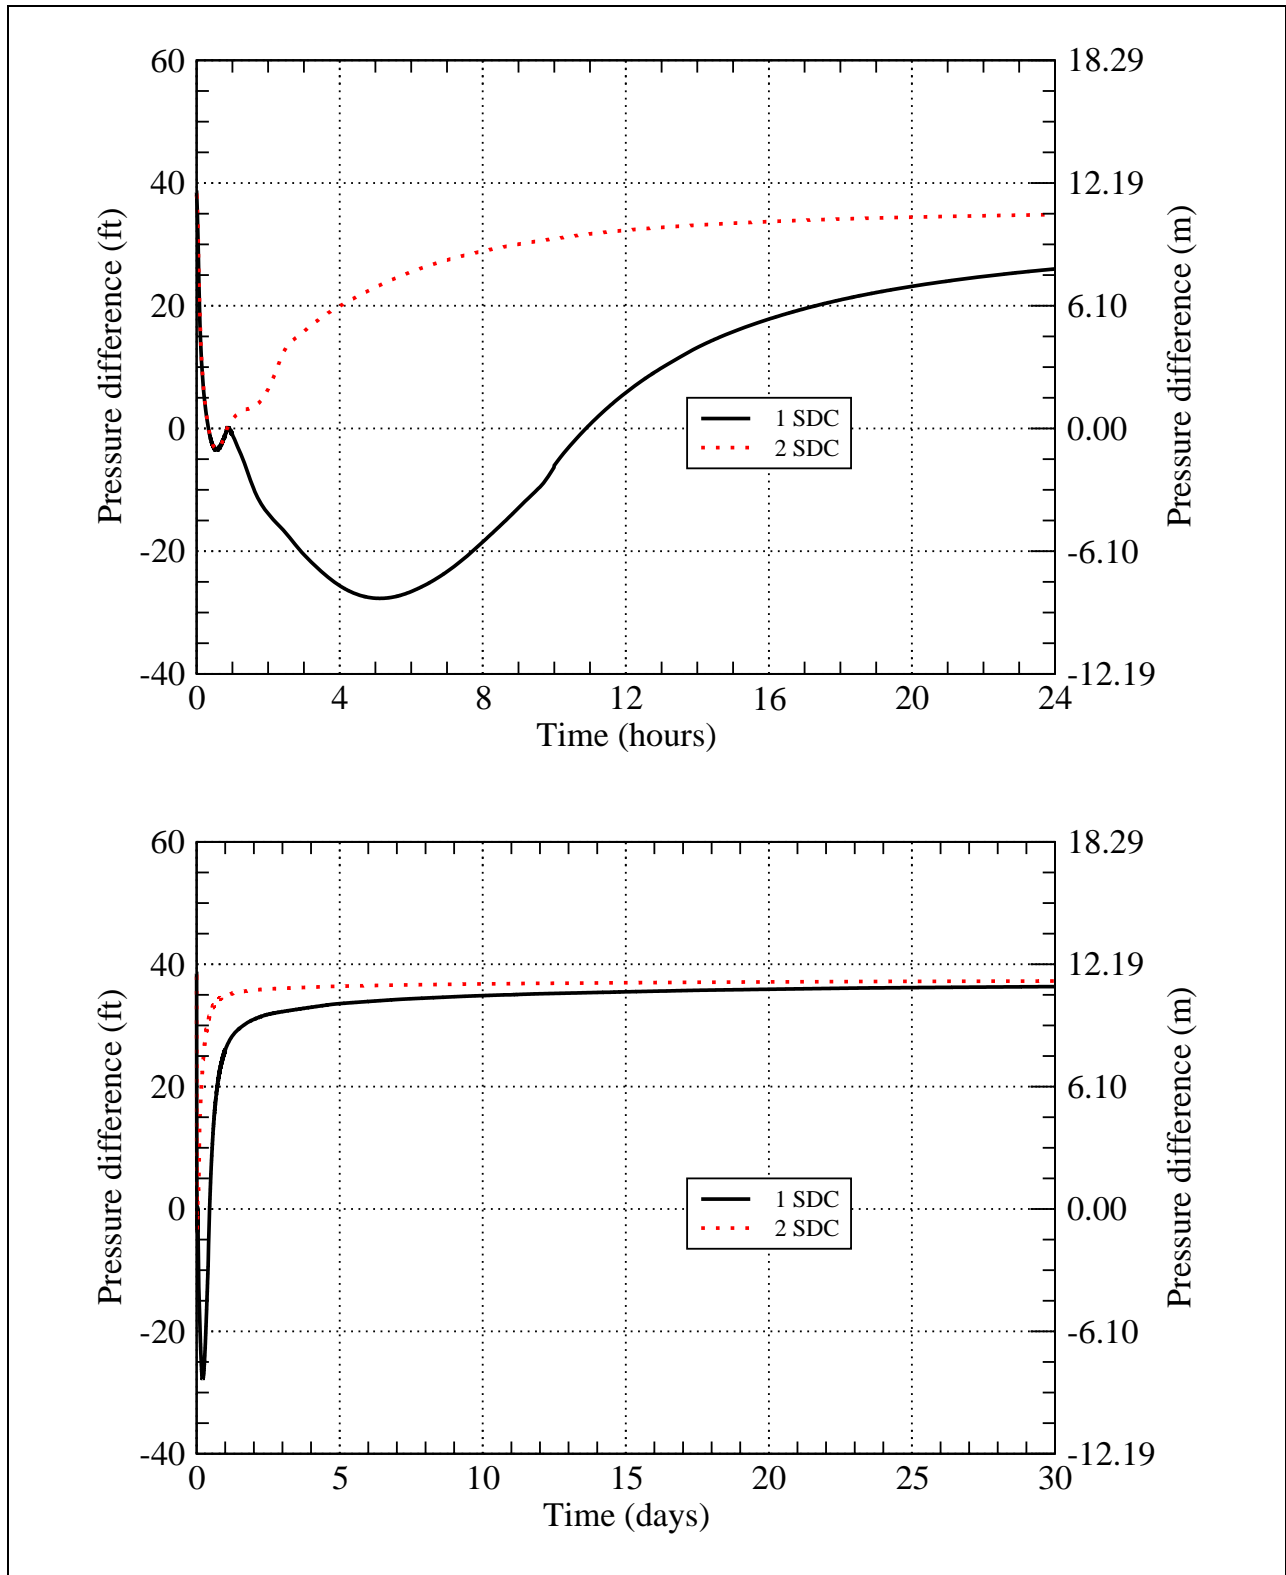 60
40
20
0
-20
-40
18.29
12.19
6.10
0.00
-6.10
-12.19
Pressure difference (ft)
Pressure difference (m)
1 SDC
2 SDC
0 4 8 12 16 20 24
Time (hours)
60
40
20
0
-20
-40
18.29
12.19
6.10
0.00
-6.10
-12.19
Pressure difference (ft)
Pressure difference (m)
1 SDC
2 SDC
0 5 10 15 20 25 30
Time (days)